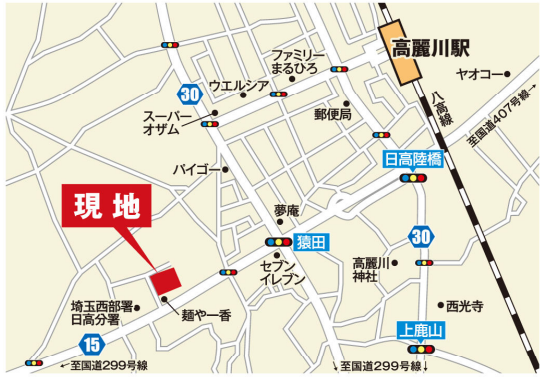 高麗川駅
ファミリー
まるひろ
ヤオコー
ウエルシア
30
八高線
スーパー
オザム
郵便局
至国道407号線→
日高陸橋
バイゴー
現地
夢庵
猿田
30
セブン
イレブン
高麗川
神社
埼玉西部署
日高分署
麺や一香
西光寺
上鹿山
15
←至国道299号線
↓至国道299号線↓